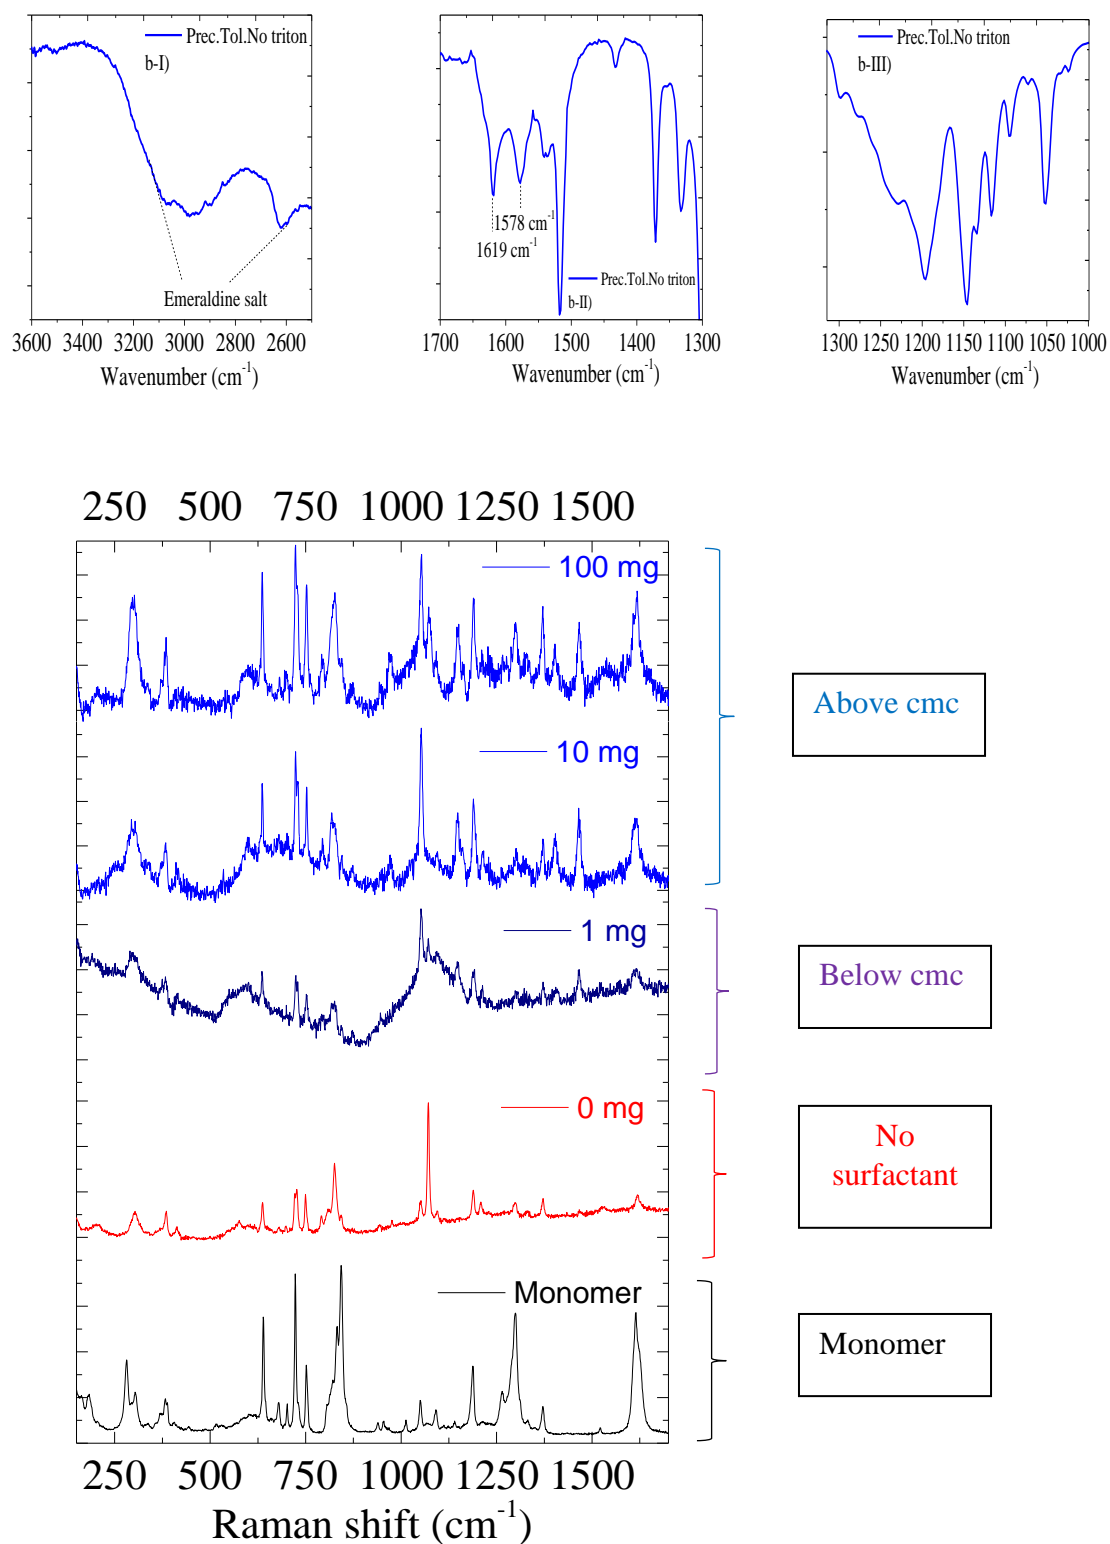 Prec.Tol.No triton
b-I)
Emeraldine salt
3600 3400 3200 3000 2800 2600
Wavenumber (cm-1)
1578 cm-1
1619 cm-1
Prec.Tol.No triton
b-II)
1700 1600 1500 1400 1300
Wavenumber (cm-1)
Prec.Tol.No triton
b-III)
1300 1250 1200 1150 1100 1050 1000
Wavenumber (cm-1)
250 500 750 1000 1250 1500
100 mg
Above cmc
10 mg
1 mg
Below cmc
0 mg
No
surfactant
Monomer
Monomer
250 500 750 1000 1250 1500
Raman shift (cm-1)